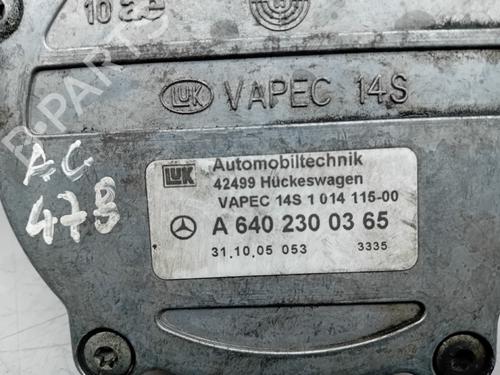 10 a
LUK VAPEC 14S
AC
478
LUK Automobiltechnik
42499 Hückeswagen
VAPEC 14S 1 014 115-00
A 640 230 03 65
31.10.05 053 3335